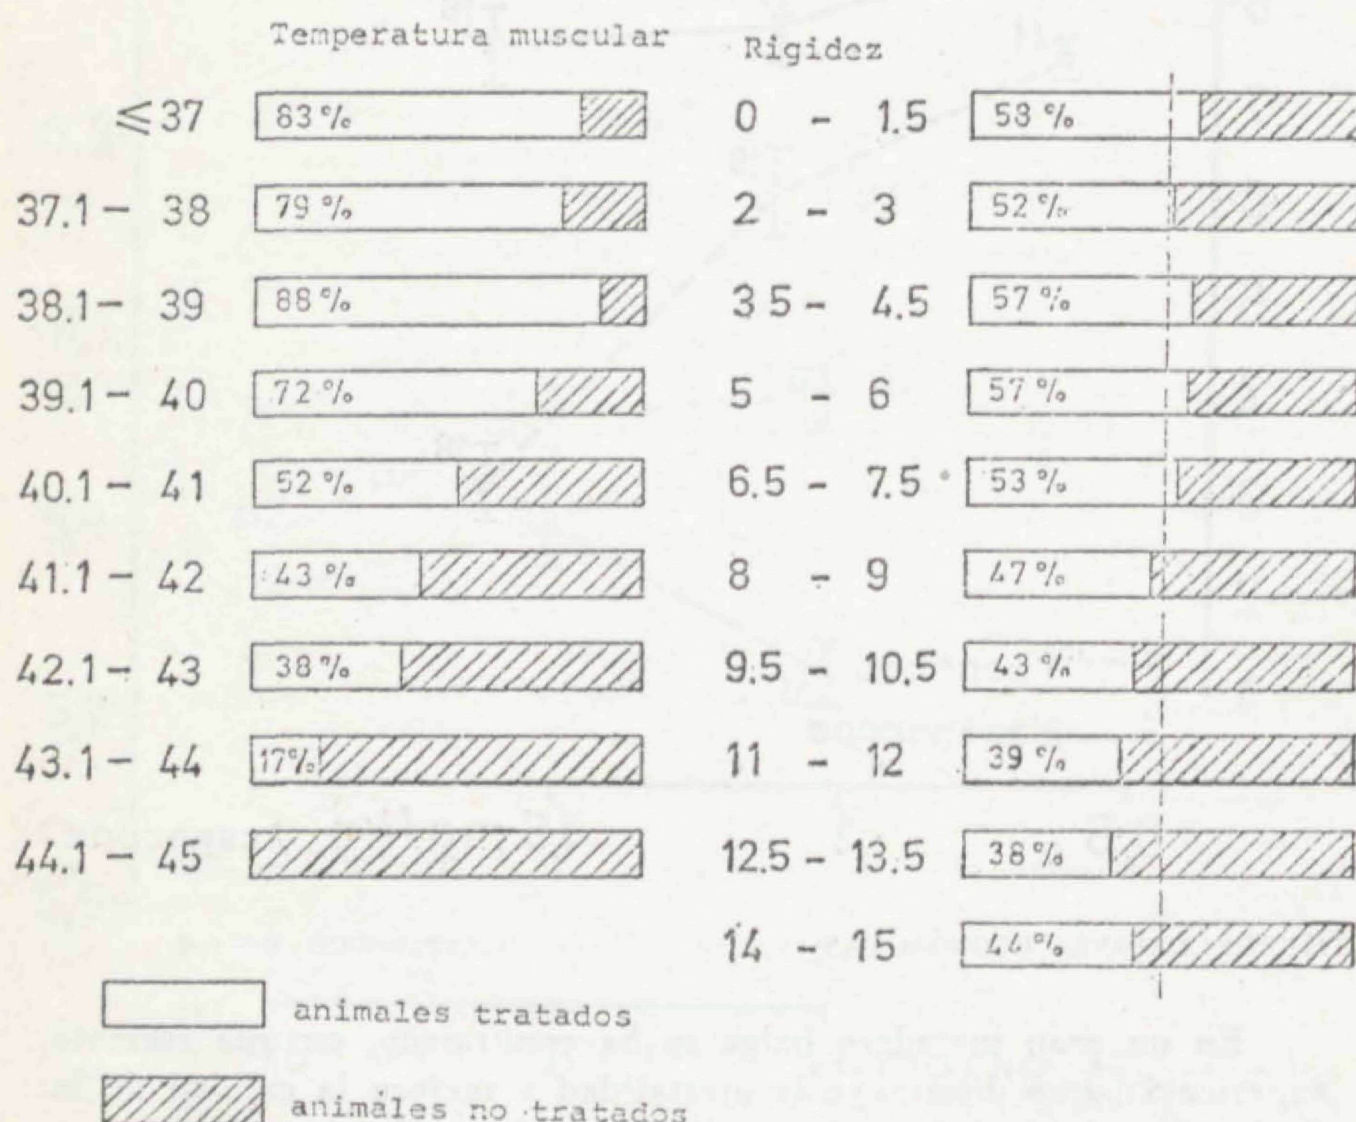 Temperatura muscular Rigidez
≤ 37 83 % 0 - 1.5 58 %
37.1 - 38 79 % 2 - 3 52 %
38.1 - 39 88 % 3 5 - 4.5 57 %
39.1 - 40 72 % 5 - 6 57 %
40.1 - 41 52 % 6.5 - 7.5 53 %
41.1 - 42 43 % 8 - 9 47 %
42.1 - 43 38 % 9.5 - 10.5 43 %
43.1 - 44 17% 11 - 12 39 %
44.1 - 45 12.5 - 13.5 38 %
14 - 15 44 %
animales tratados
animales no tratados